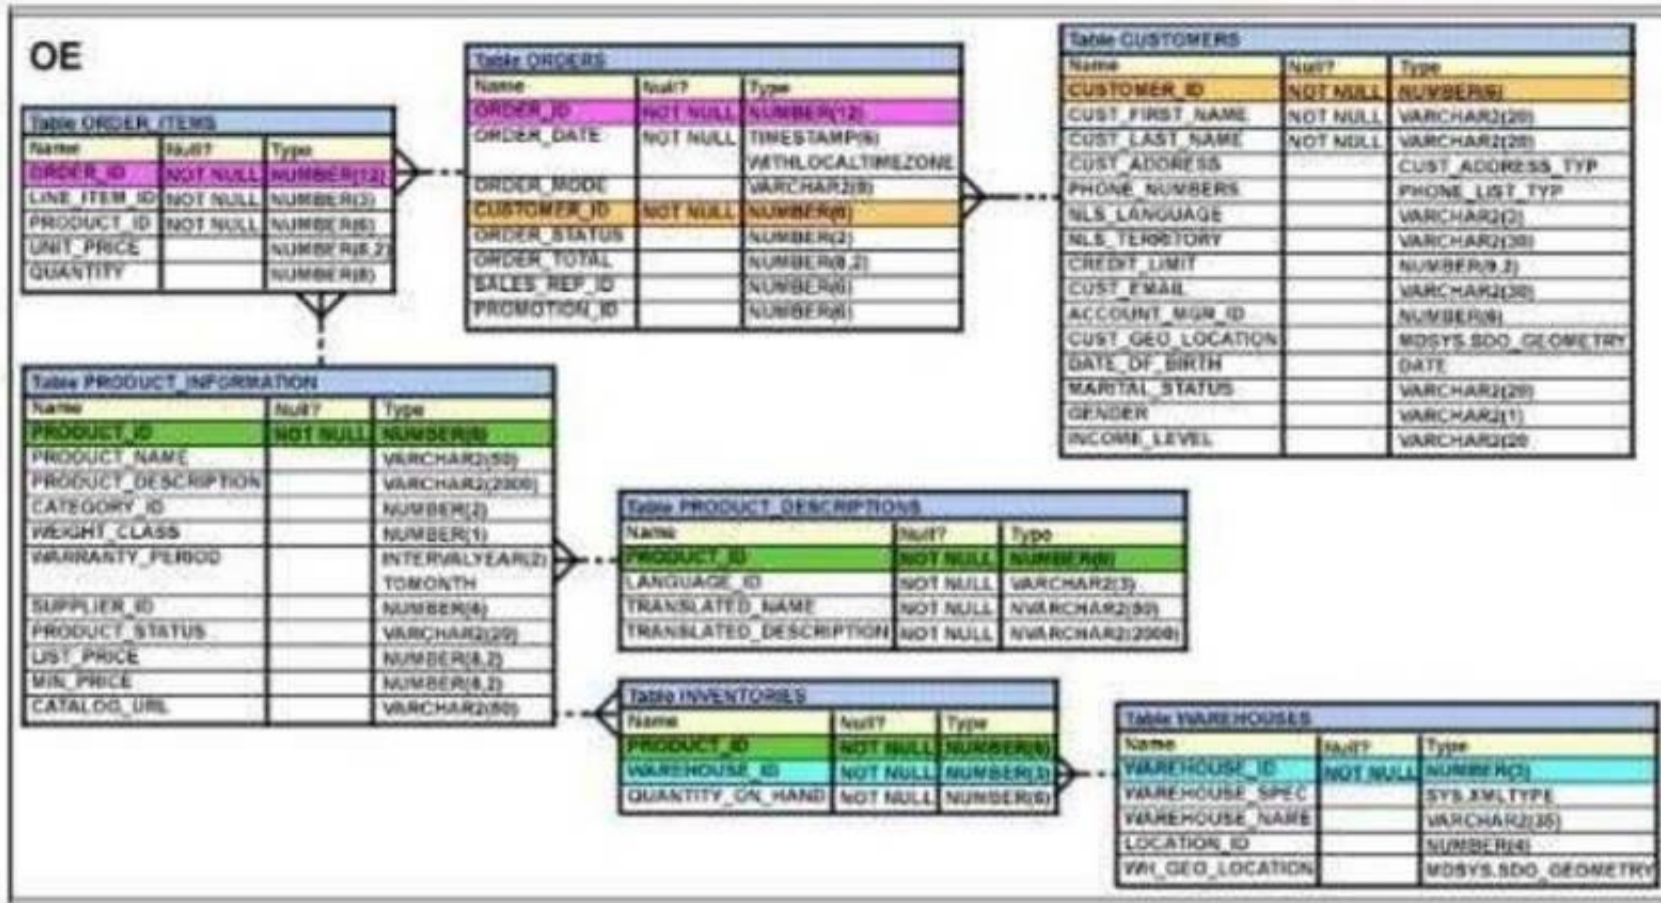 OE
Table ORDER_ITEMS
Name Null? Type
ORDER_ID NOT NULL NUMBER(12)
LINE_ITEM_ID NOT NULL NUMBER(3)
PRODUCT_ID NOT NULL NUMBER(6)
UNIT_PRICE NUMBER(8,2)
QUANTITY NUMBER(8)
Table ORDERS
Name Null? Type
ORDER_ID NOT NULL NUMBER(12)
ORDER_DATE NOT NULL TIMESTAMP(6)
WITHLOCALTIMEZONE
ORDER_MODE VARCHAR2(8)
CUSTOMER_ID NOT NULL NUMBER(6)
ORDER_STATUS NUMBER(2)
ORDER_TOTAL NUMBER(8,2)
SALES_REP_ID NUMBER(6)
PROMOTION_ID NUMBER(6)
Table CUSTOMERS
Name Null? Type
CUSTOMER_ID NOT NULL NUMBER(6)
CUST_FIRST_NAME NOT NULL VARCHAR2(20)
CUST_LAST_NAME NOT NULL VARCHAR2(20)
CUST_ADDRESS CUST_ADDRESS_TYP
PHONE_NUMBERS PHONE_LIST_TYP
NLS_LANGUAGE VARCHAR2(3)
NLS_TERRITORY VARCHAR2(30)
CREDIT_LIMIT NUMBER(9,2)
CUST_EMAIL VARCHAR2(30)
ACCOUNT_MGR_ID NUMBER(6)
CUST_GEO_LOCATION MDSYS.SDO_GEOMETRY
DATE_OF_BIRTH DATE
MARITAL_STATUS VARCHAR2(20)
GENDER VARCHAR2(1)
INCOME_LEVEL VARCHAR2(20
Table PRODUCT_INFORMATION
Name Null? Type
PRODUCT_ID NOT NULL NUMBER(6)
PRODUCT_NAME VARCHAR2(50)
PRODUCT_DESCRIPTION VARCHAR2(2000)
CATEGORY_ID NUMBER(2)
WEIGHT_CLASS NUMBER(1)
WARRANTY_PERIOD INTERVALYEAR(2)
TOMONTH
SUPPLIER_ID NUMBER(6)
PRODUCT_STATUS VARCHAR2(20)
LIST_PRICE NUMBER(8,2)
MIN_PRICE NUMBER(8,2)
CATALOG_URL VARCHAR2(50)
Table PRODUCT_DESCRIPTIONS
Name Null? Type
PRODUCT_ID NOT NULL NUMBER(6)
LANGUAGE_ID NOT NULL VARCHAR2(3)
TRANSLATED_NAME NOT NULL NVARCHAR2(50)
TRANSLATED_DESCRIPTION NOT NULL NVARCHAR2(2000)
Table INVENTORIES
Name Null? Type
PRODUCT_ID NOT NULL NUMBER(6)
WAREHOUSE_ID NOT NULL NUMBER(3)
QUANTITY_ON_HAND NOT NULL NUMBER(8)
Table WAREHOUSES
Name Null? Type
WAREHOUSE_ID NOT NULL NUMBER(3)
WAREHOUSE_SPEC SYS.XMLTYPE
WAREHOUSE_NAME VARCHAR2(35)
LOCATION_ID NUMBER(4)
WH_GEO_LOCATION MDSYS.SDO_GEOMETRY